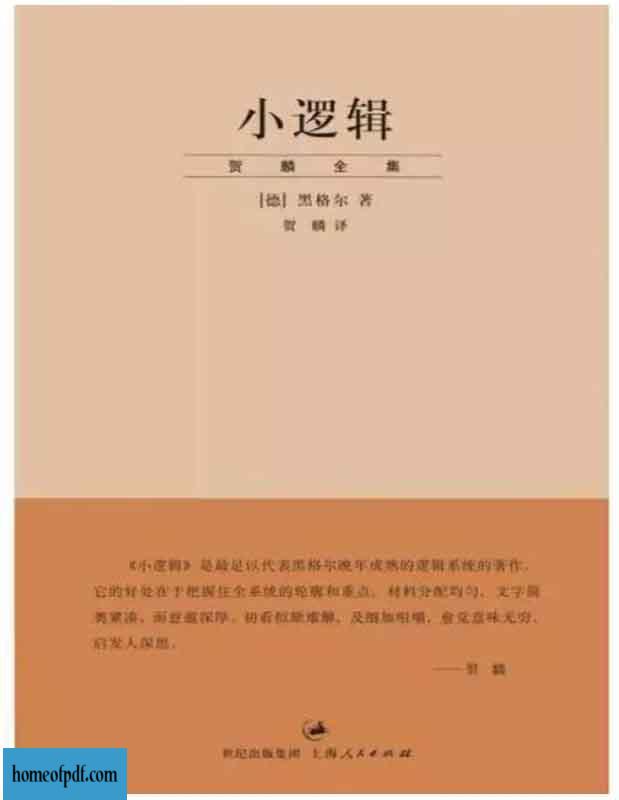 小逻辑
贺麟全集
[德] 黑格尔 著
贺麟 译
《小逻辑》是最足以代表黑格尔晚年成熟的逻辑系统的著作。
它的好处在于把握住全系统的轮廓和重点，材料分配均匀，文字简
奥紧凑，而意蕴深厚。初看似颇难解，及细加咀嚼，愈觉意味无穷，
启发人深思。
——贺麟
世纪出版集团 上海人民出版社
homeofpdf.com